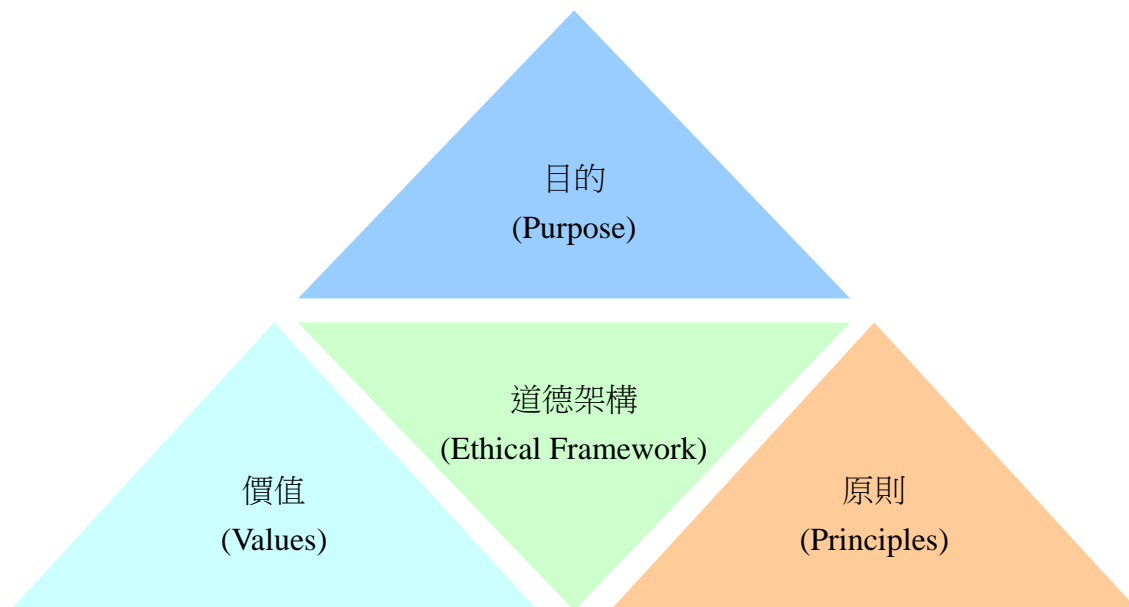 目的
(Purpose)
道德架構
(Ethical Framework)
價值
(Values)
原則
(Principles)